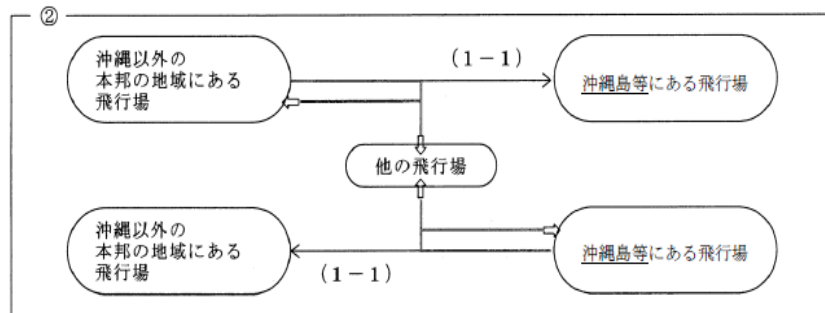 ②
沖縄以外の
本邦の地域にある
飛行場
(1-1)
沖縄島等にある飛行場
他の飛行場
沖縄以外の
本邦の地域にある
飛行場
(1-1)
沖縄島等にある飛行場